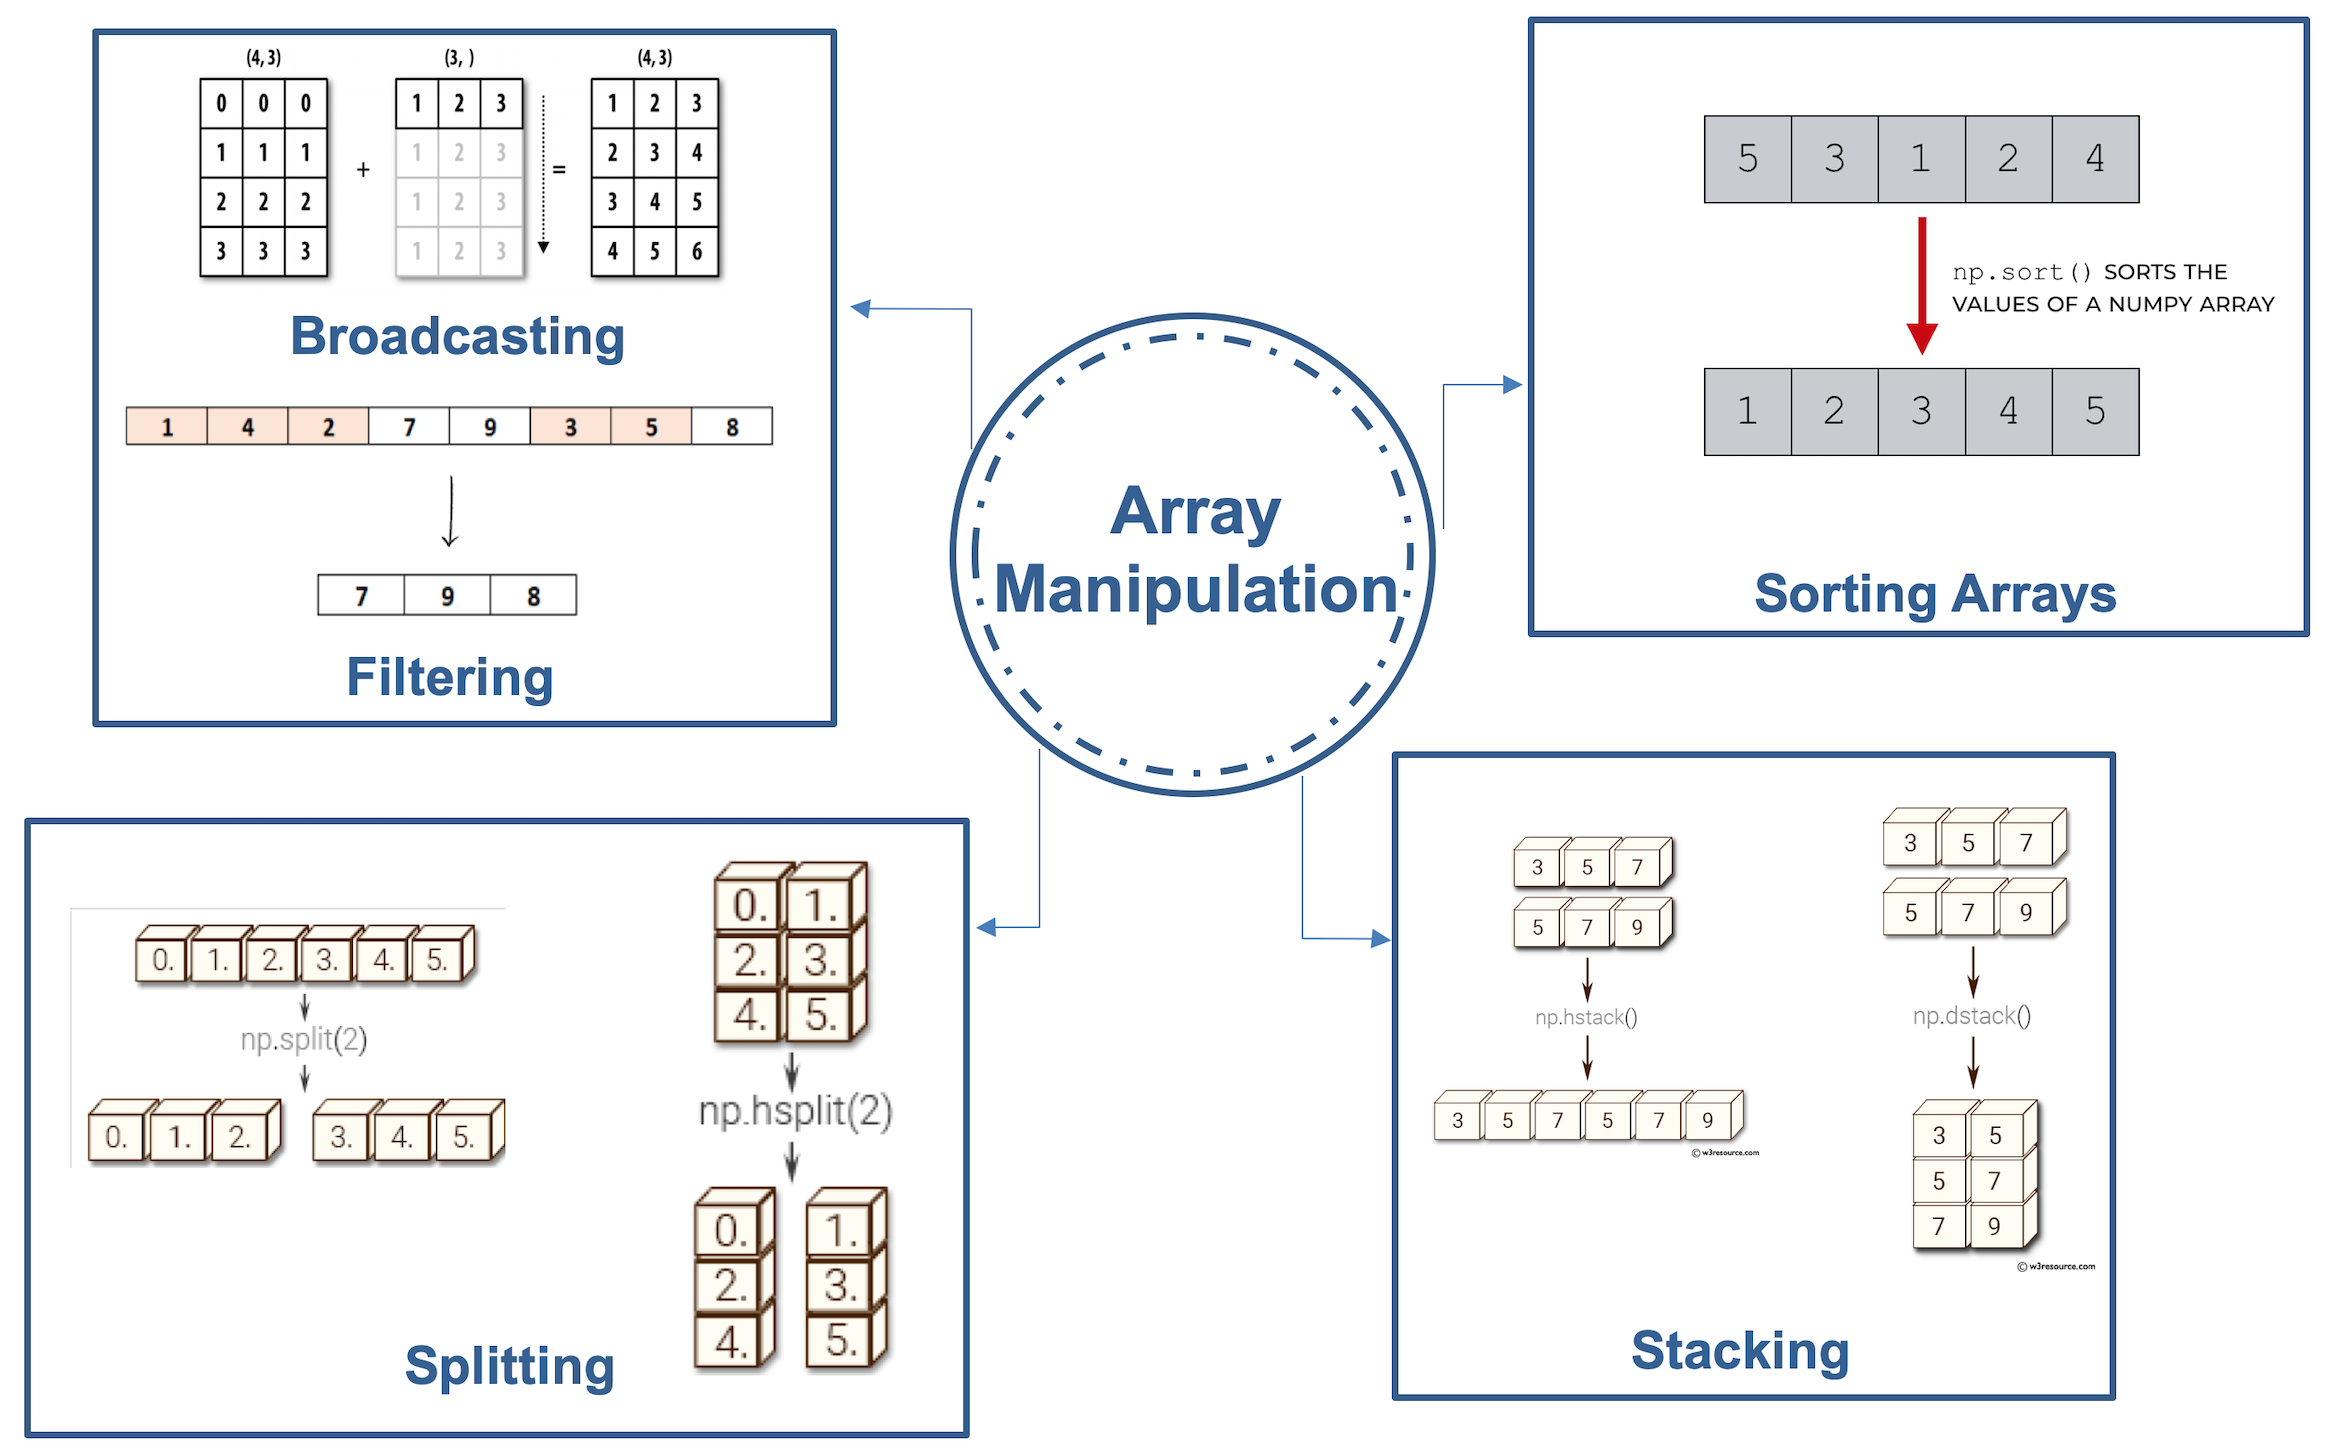 (4, 3) (3, ) (4, 3)
0 0 0 1 2 3 1 2 3
1 1 1 1 2 3 2 3 4
+ =
2 2 2 1 2 3 3 4 5
3 3 3 1 2 3 4 5 6
Broadcasting
1 4 2 7 9 3 5 8
7 9 8
Filtering
5 3 1 2 4
np.sort() SORTS THE
VALUES OF A NUMPY ARRAY
1 2 3 4 5
Sorting Arrays
Array
Manipulation
0. 1. 2. 3. 4. 5.
np.split(2)
0. 1. 2. 3. 4. 5.
0. 1.
2. 3.
4. 5.
np.hsplit(2)
0. 1.
2. 3.
4. 5.
Splitting
3 5 7
5 7 9
np.hstack()
3 5 7 5 7 9
© w3resource.com
3 5 7
5 7 9
np.dstack()
3 5
5 7
7 9
© w3resource.com
Stacking